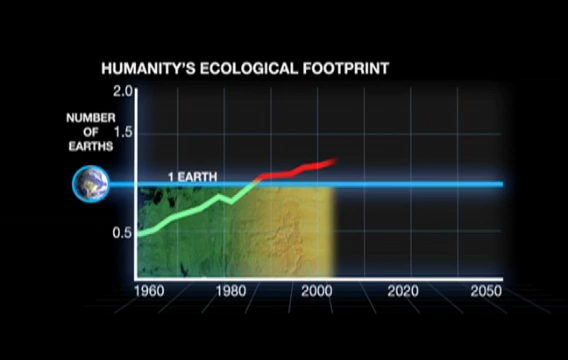 HUMANITY'S ECOLOGICAL FOOTPRINT
2.0
NUMBER
OF
EARTHS
1.5
1 EARTH
0.5
1960 1980 2000 2020 2050